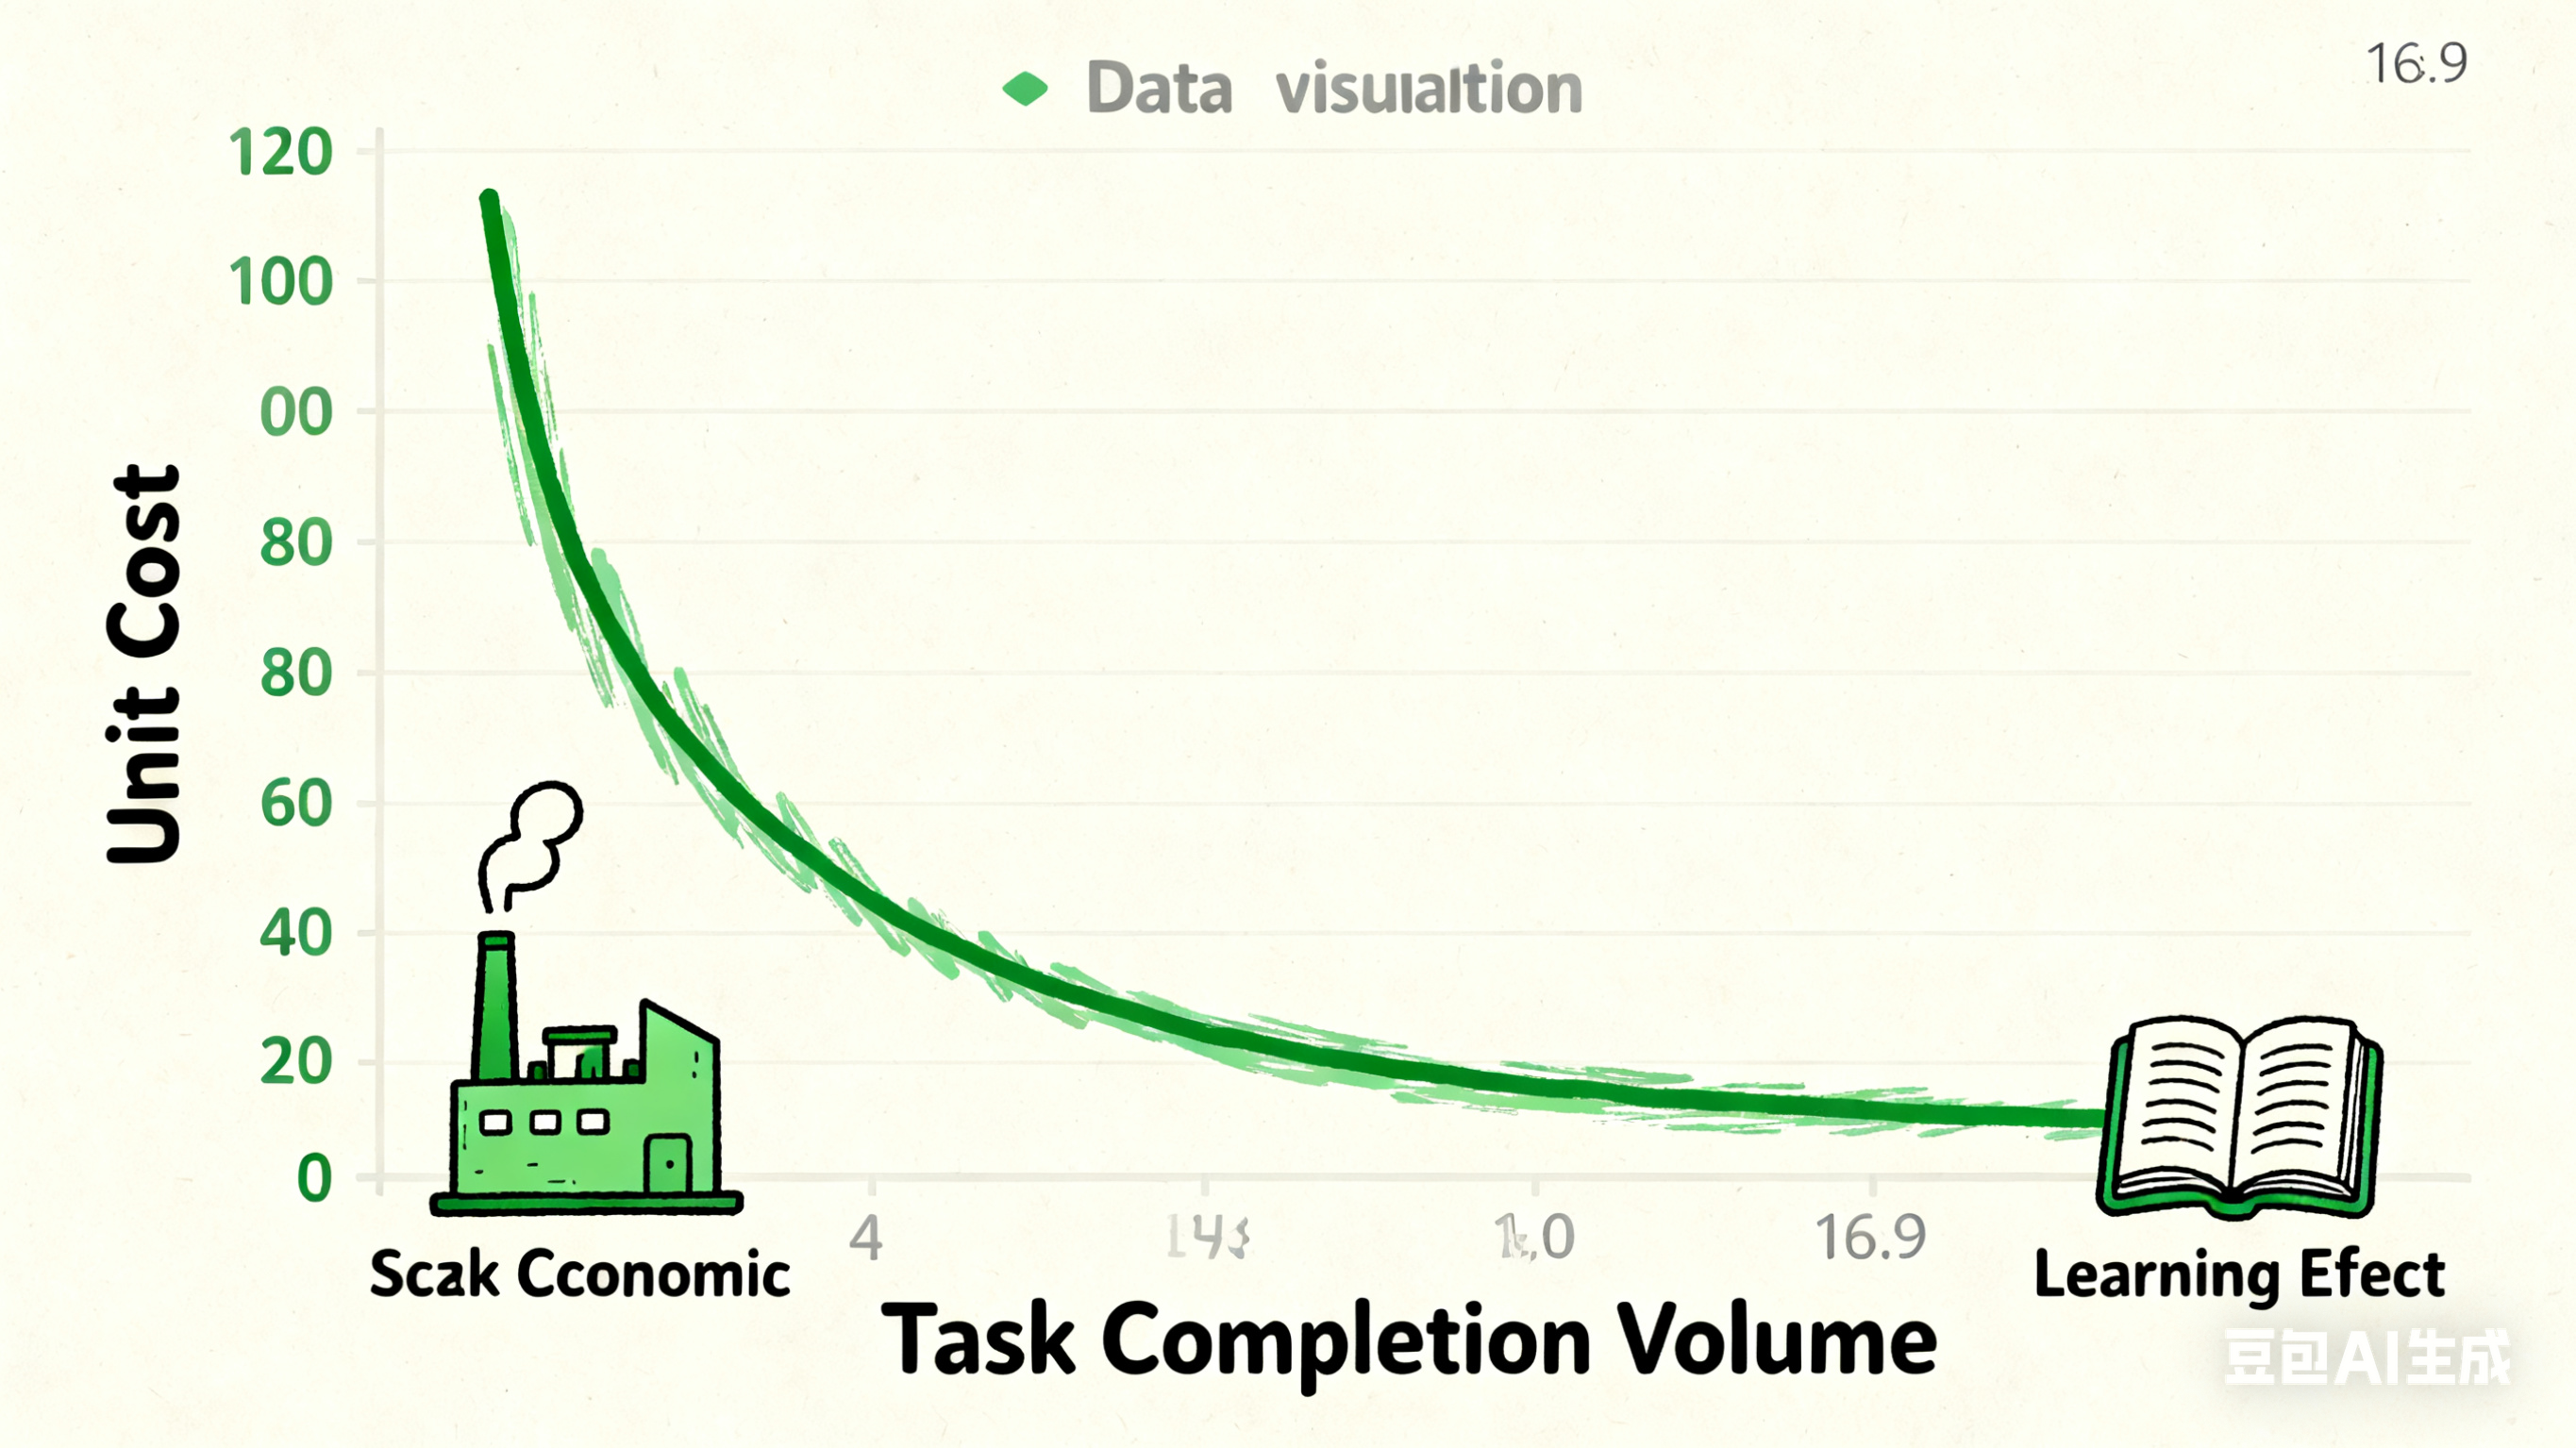 Data visualtion
16.9
120
100
00
80
80
60
40
20
0
Unit Cost
4
16.9
Scak Cconomic
Learning Efect
Task Completion Volume
豆包AI生成